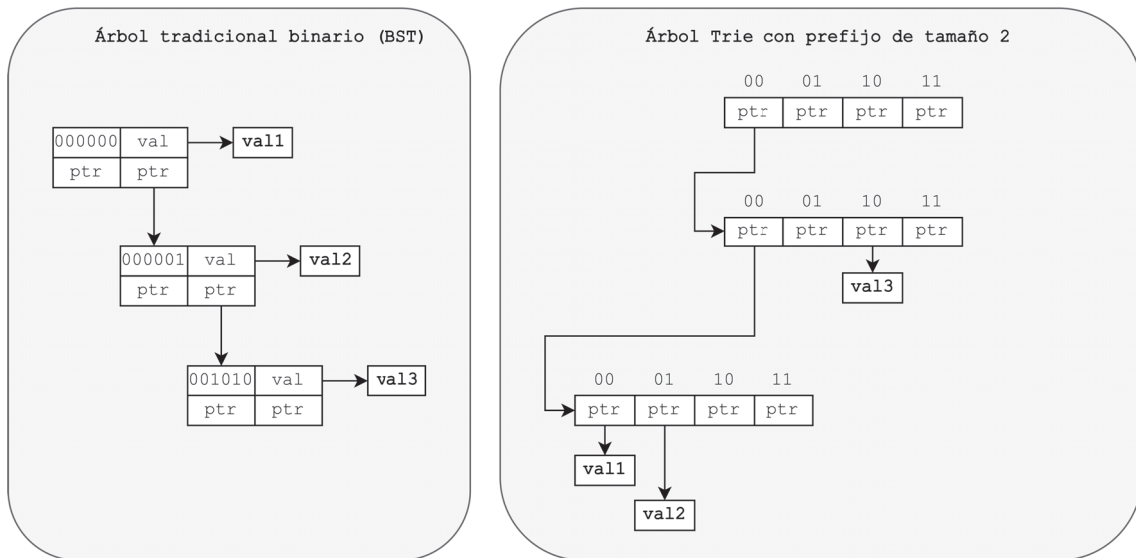 Árbol tradicional binario (BST)
000000 val val1
ptr ptr
000001 val val2
ptr ptr
001010 val val3
ptr ptr
Árbol Trie con prefijo de tamaño 2
00 01 10 11
ptr ptr ptr ptr
00 01 10 11
ptr ptr ptr ptr
val3
00 01 10 11
ptr ptr ptr ptr
val1
val2